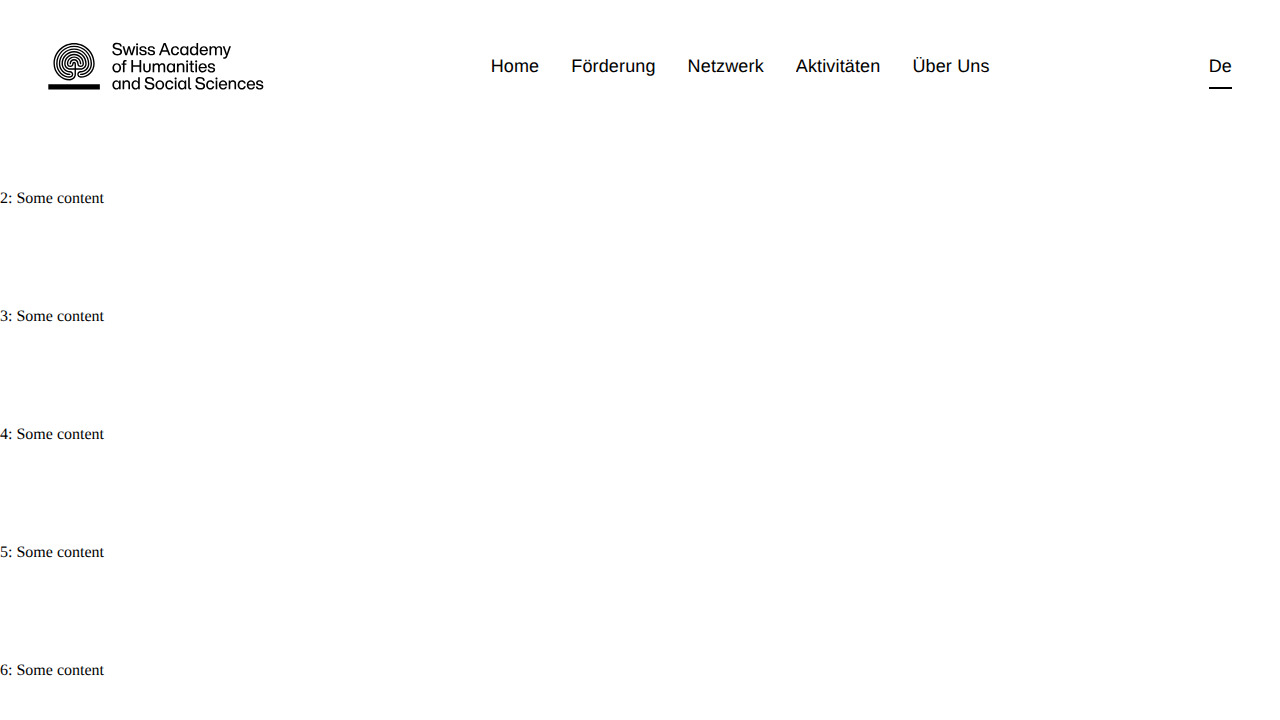 Swiss Academy
of Humanities
and Social Sciences
Home Förderung Netzwerk Aktivitäten Über Uns
De
2: Some content
3: Some content
4: Some content
5: Some content
6: Some content